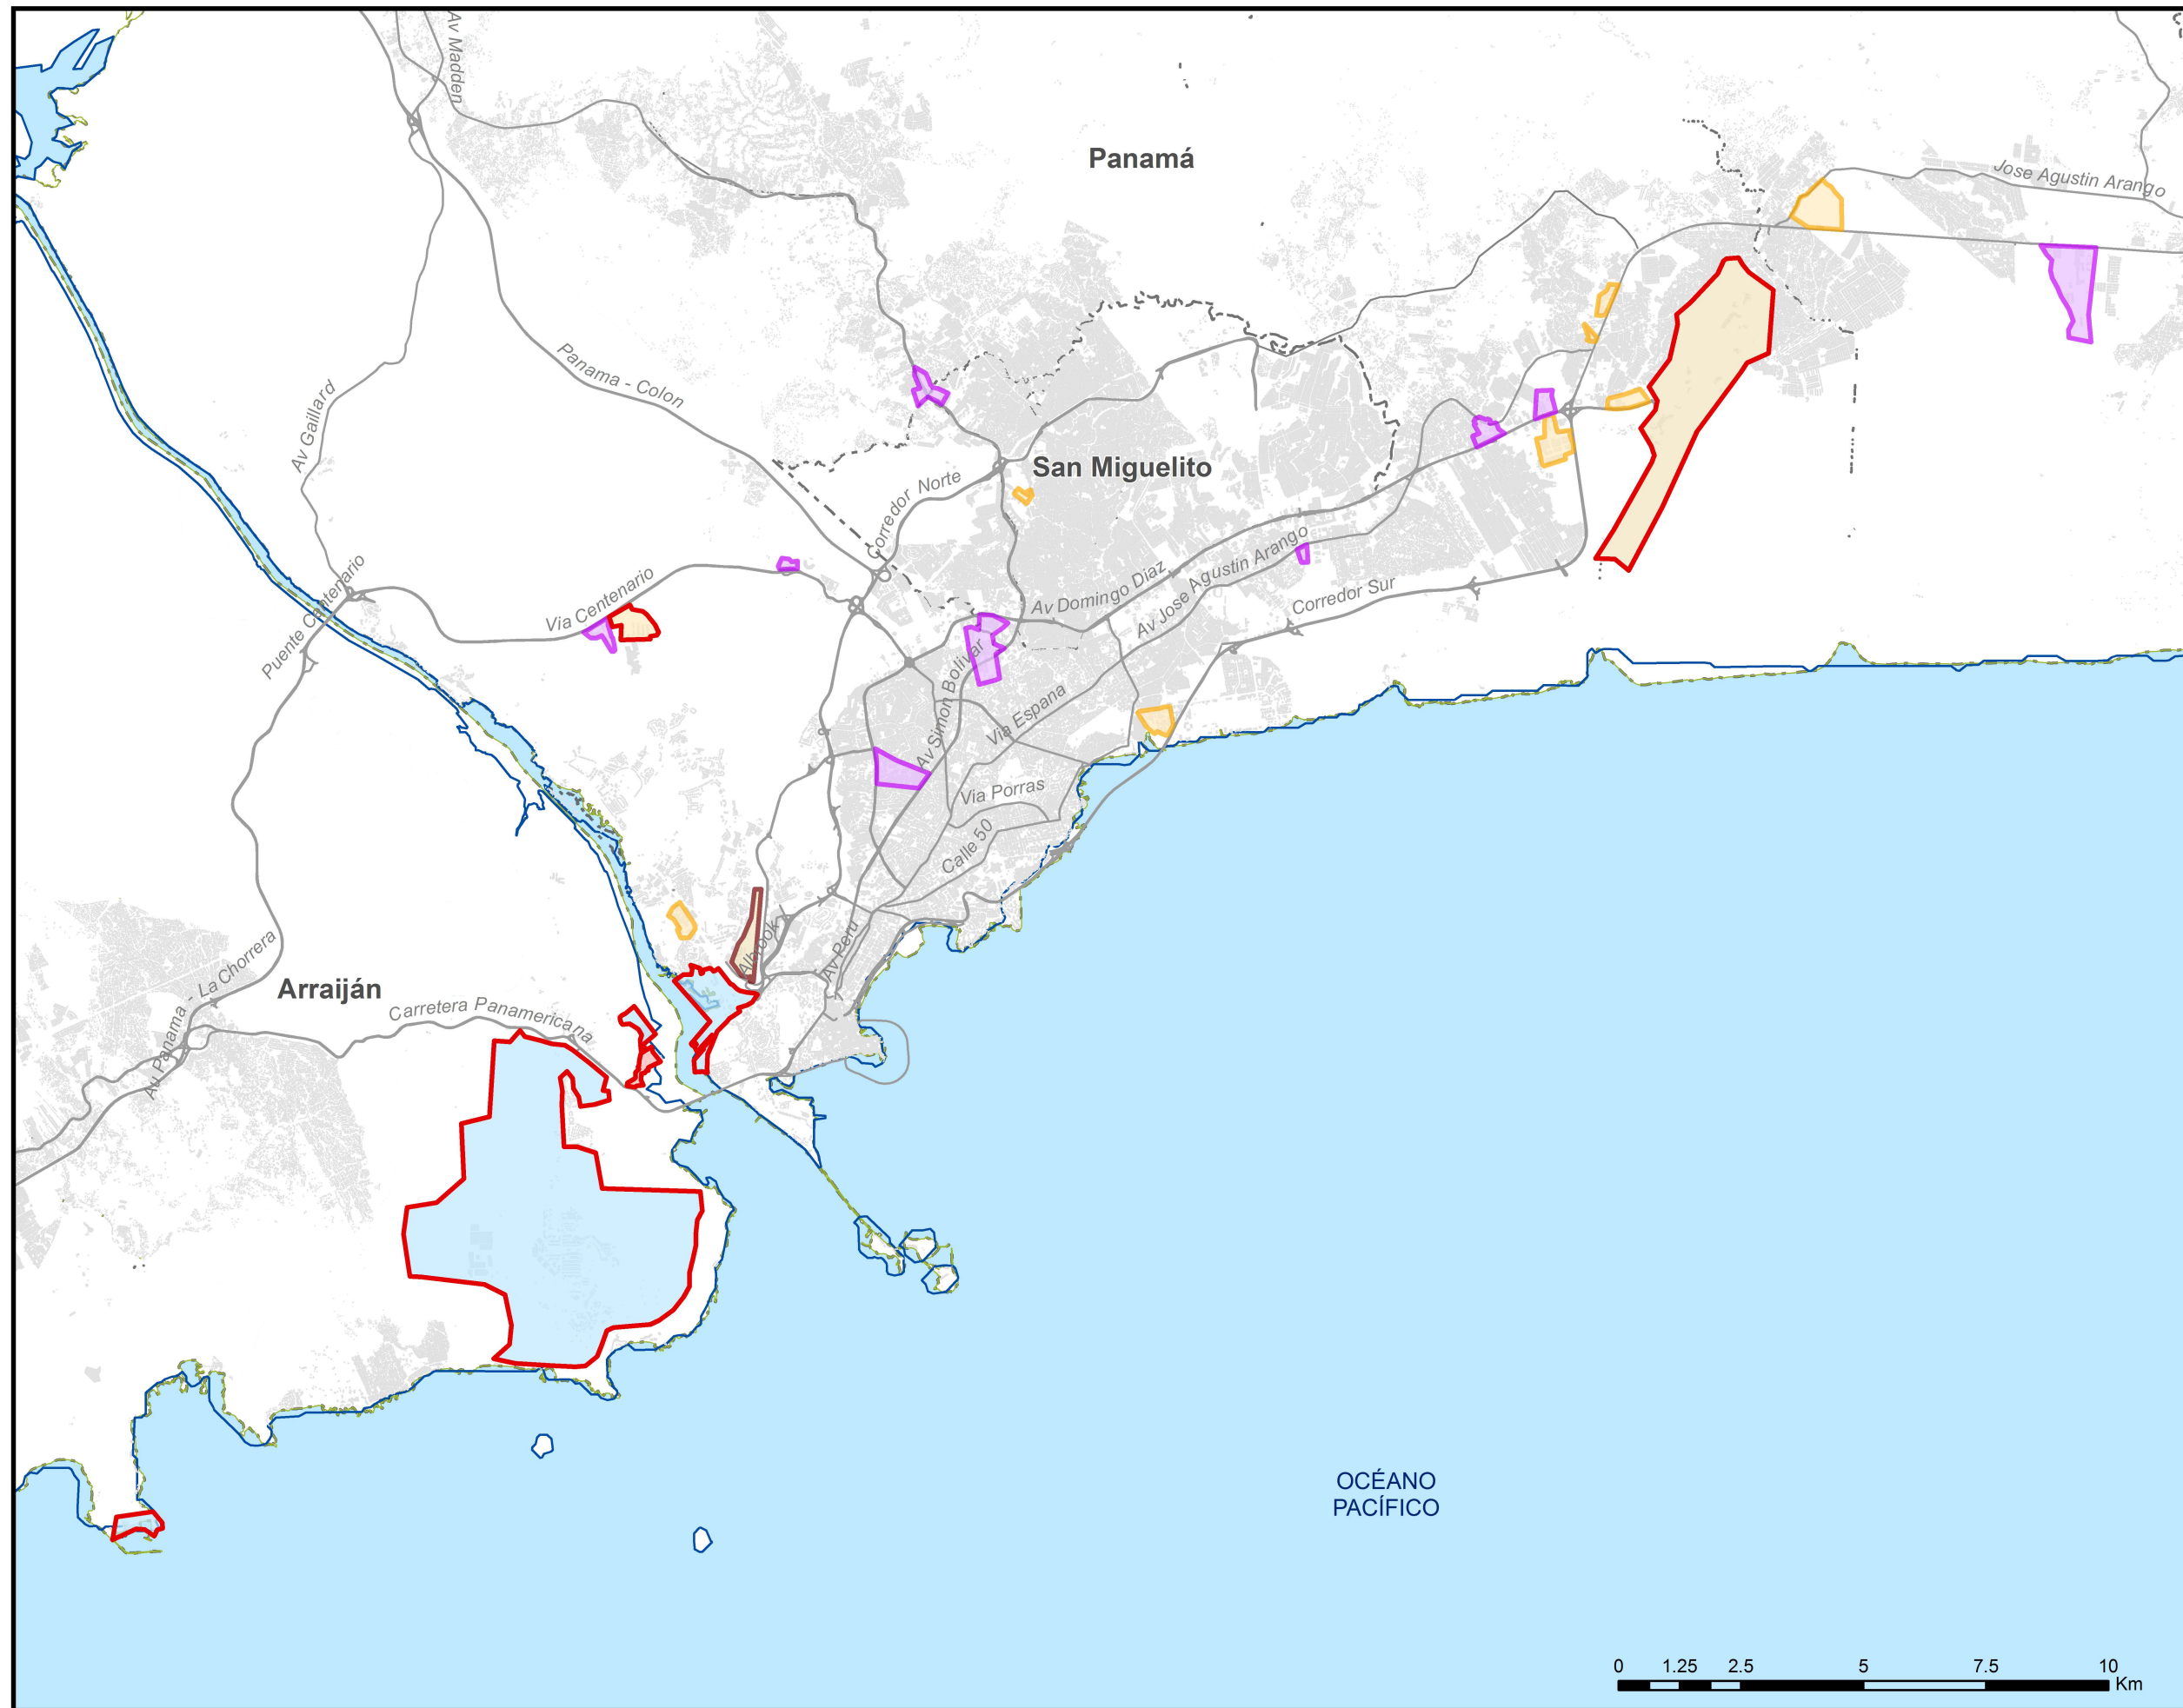 Av Madden
Panamá
Jose Agustin Arango
Panama - Colon
Av Gaillard
San Miguelito
Corredor Norte
Av Jose Agustin Arango
Av Domingo Diaz
Corredor Sur
Via Centenario
Puente Centenario
Av Simon Bolivar
Via Espana
Via Porras
Calle 50
Albrook
Av Peru
Au Panama - La Chorrera
Arraiján
Carretera Panamericana
OCÉANO
PACÍFICO
0 1.25 2.5 5 7.5 10
Km